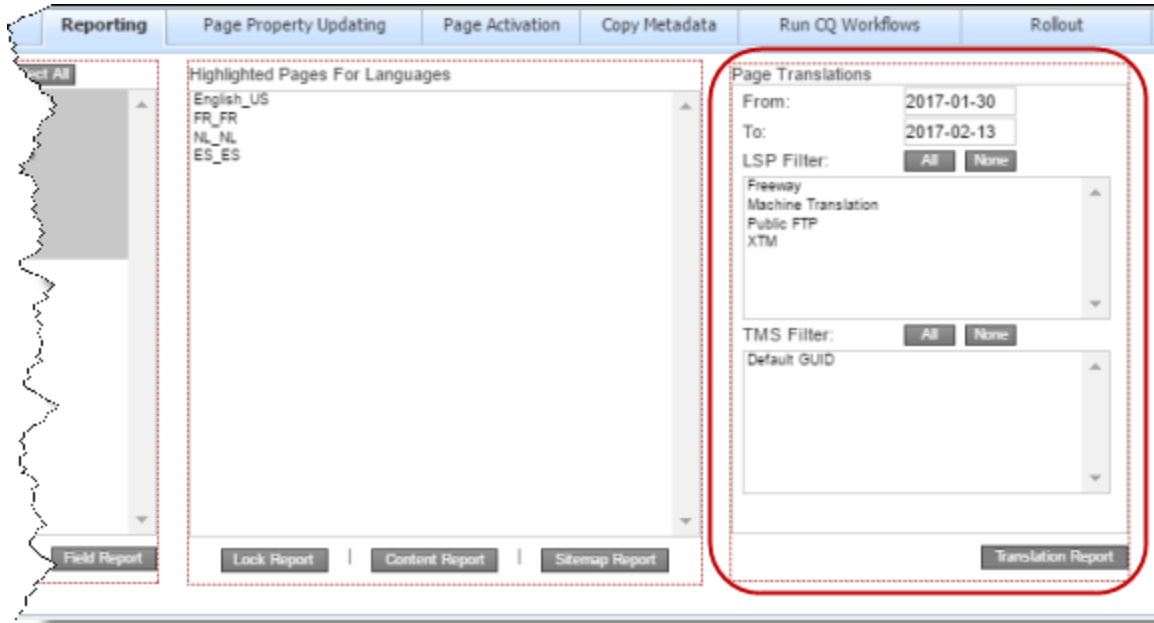 Reporting
Page Property Updating
Page Activation
Copy Metadata
Run CQ Workflows
Rollout
All
Field Report
Highlighted Pages For Languages
English_US
FR_FR
NL_NL
ES_ES
Lock Report | Content Report | Sitemap Report
Page Translations
From: 2017-01-30
To: 2017-02-13
LSP Filter: All None
Freeway
Machine Translation
Public FTP
XTM
TMS Filter: All None
Default GUID
Translation Report